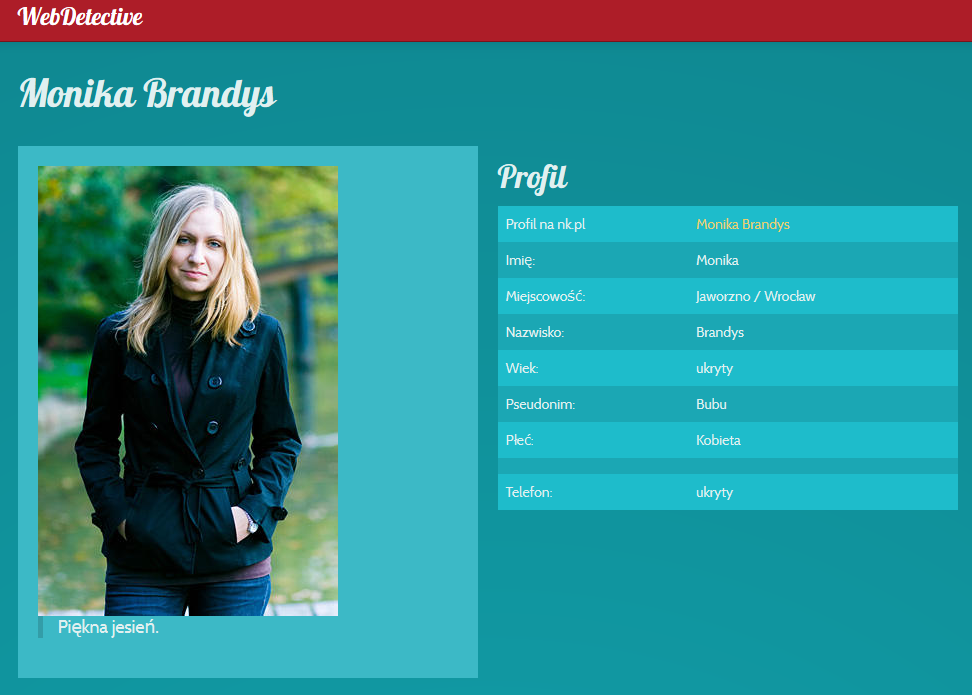 WebDetective
Monika Brandys
Piękna jesień.
Profil
Profil na nk.pl Monika Brandys
Imię: Monika
Miejscowość: Jaworzno / Wrocław
Nazwisko: Brandys
Wiek: ukryty
Pseudonim: Bubu
Płeć: Kobieta
Telefon: ukryty